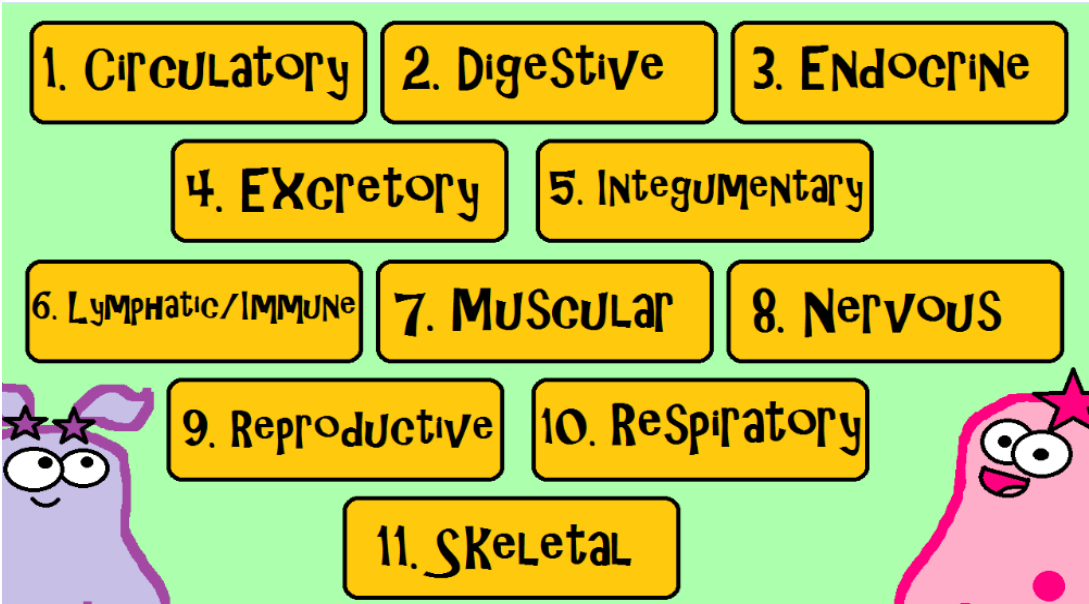 1. Circulatory
2. Digestive
3. Endocrine
4. Excretory
5. Integumentary
6. Lymphatic/Immune
7. Muscular
8. Nervous
9. Reproductive
10. Respiratory
11. Skeletal